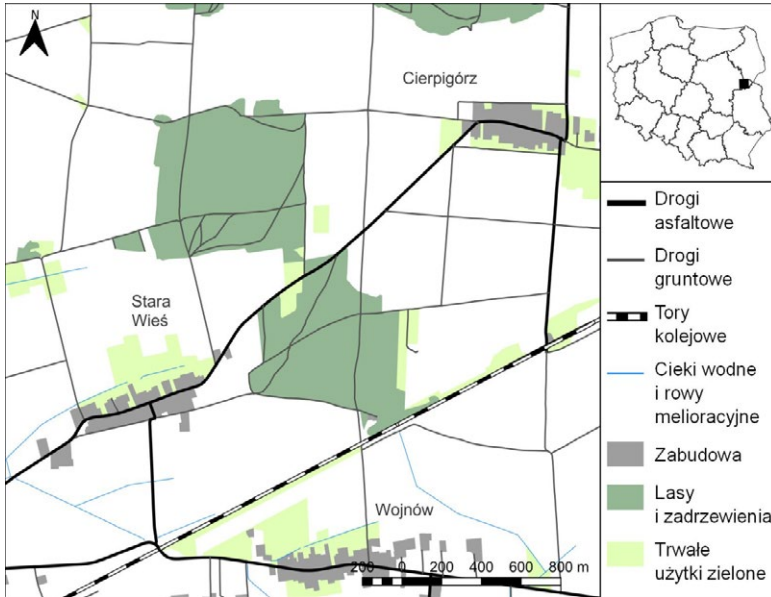 N
Cierpigórz
Stara
Wieś
Wojnów
200 0 200 400 600 800 m
Drogi
asfaltowe
Drogi
gruntowe
Tory
kolejowe
Cieki wodne
i rowy
melioracyjne
Zabudowa
Lasy
i zadrzewienia
Trwałe
użytki zielone